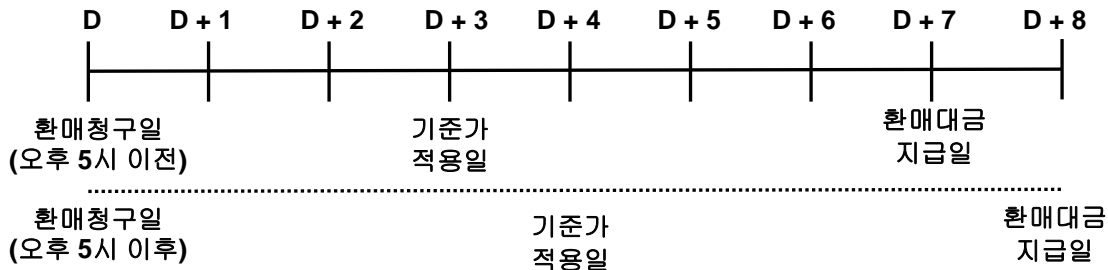 D D + 1 D + 2 D + 3 D + 4 D + 5 D + 6 D + 7 D + 8
환매청구일
(오후 5시 이전)
기준가
적용일
환매대금
지급일
환매청구일
(오후 5시 이후)
기준가
적용일
환매대금
지급일